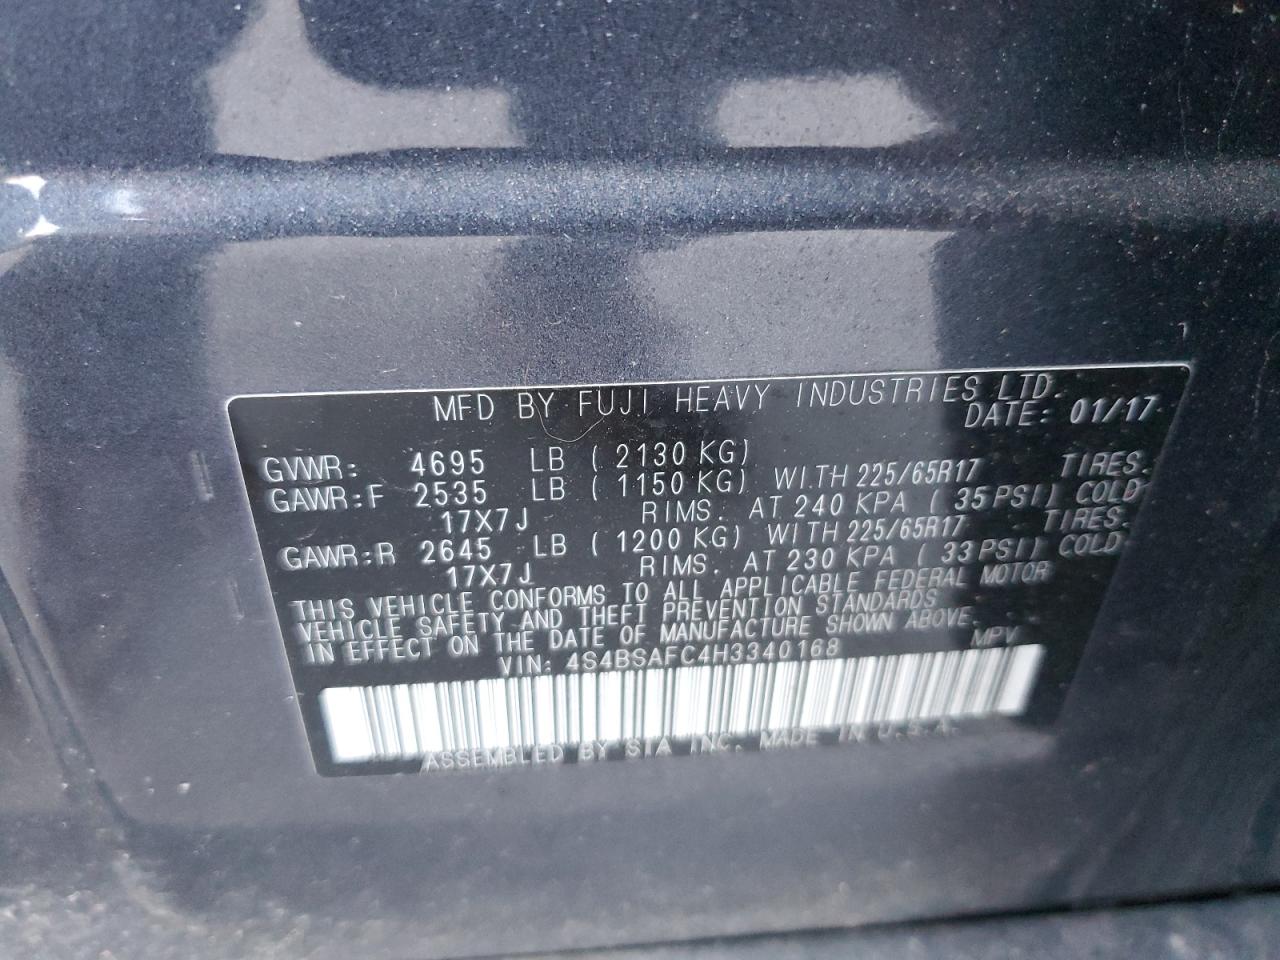 MFD BY FUJI HEAVY INDUSTRIES LTD.
DATE: 01/17
GVWR: 4695 LB ( 2130 KG)
GAWR:F 2535 LB ( 1150 KG) WITH 225/65R17 TIRES.
17X7J RIMS. AT 240 KPA ( 35 PSI) COLD
GAWR:R 2645 LB ( 1200 KG) WITH 225/65R17 TIRES.
17X7J RIMS. AT 230 KPA ( 33 PSI) COLD.
THIS VEHICLE CONFORMS TO ALL APPLICABLE FEDERAL MOTOR
VEHICLE SAFETY AND THEFT PREVENTION STANDARDS
IN EFFECT ON THE DATE OF MANUFACTURE SHOWN ABOVE.
VIN: 4S4BSAFC4H3340168 MPV
ASSEMBLED BY SIA INC. MADE IN U.S.A.